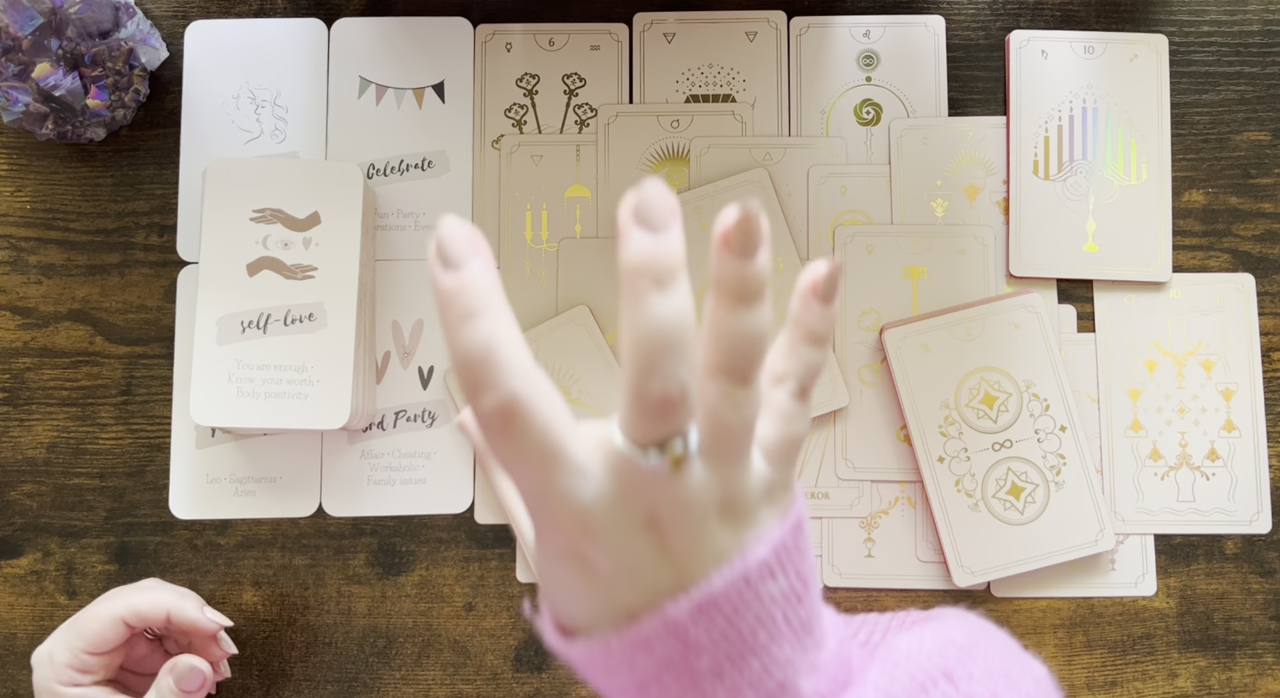 6
10
Celebrate
Party ·
self-love
You are enough ·
Know your worth ·
Body positivity
10
Party
Affair · Cheating ·
Workaholic ·
Family issues
Leo · Sagittarius ·
Aries